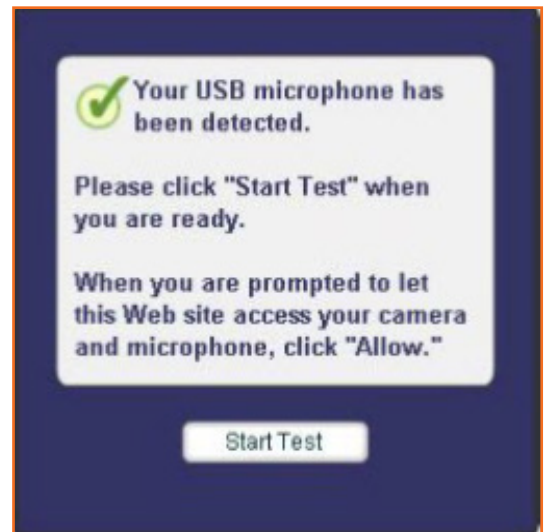 Your USB microphone has
been detected.
Please click "Start Test" when
you are ready.
When you are prompted to let
this Web site access your camera
and microphone, click "Allow."
Start Test